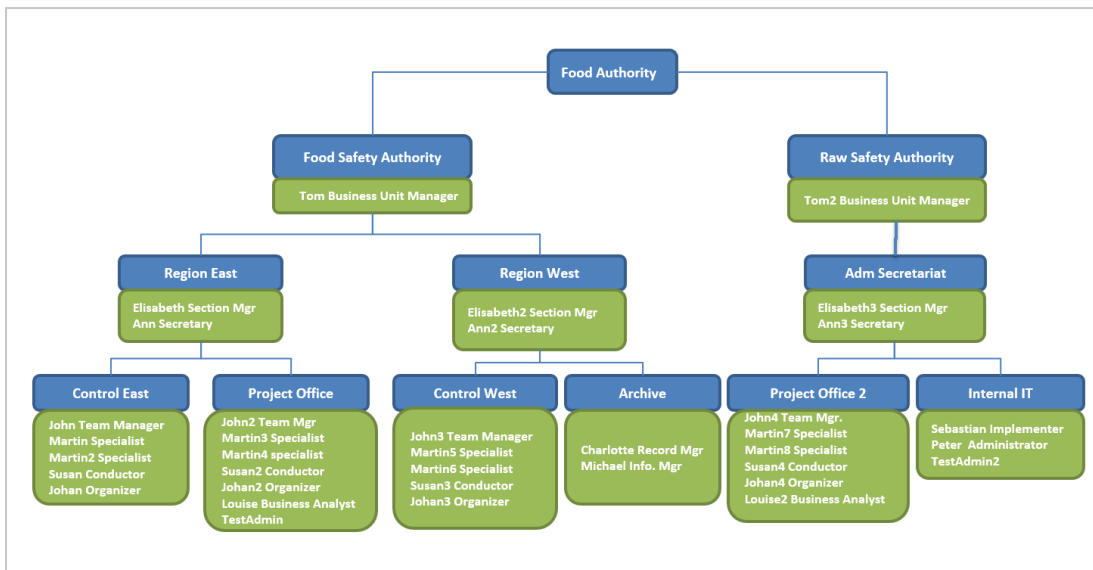 Food Authority
Food Safety Authority
Tom Business Unit Manager
Raw Safety Authority
Tom2 Business Unit Manager
Region East
Elisabeth Section Mgr
Ann Secretary
Region West
Elisabeth2 Section Mgr
Ann2 Secretary
Adm Secretariat
Elisabeth3 Section Mgr
Ann3 Secretary
Control East
John Team Manager
Martin Specialist
Martin2 Specialist
Susan Conductor
Johan Organizer
Project Office
John2 Team Mgr
Martin3 Specialist
Martin4 specialist
Susan2 Conductor
Johan2 Organizer
Louise Business Analyst
TestAdmin
Control West
John3 Team Manager
Martin5 Specialist
Martin6 Specialist
Susan3 Conductor
Johan3 Organizer
Archive
Charlotte Record Mgr
Michael Info. Mgr
Project Office 2
John4 Team Mgr.
Martin7 Specialist
Martin8 Specialist
Susan4 Conductor
Johan4 Organizer
Louise2 Business Analyst
Internal IT
Sebastian Implementer
Peter  Administrator
TestAdmin2